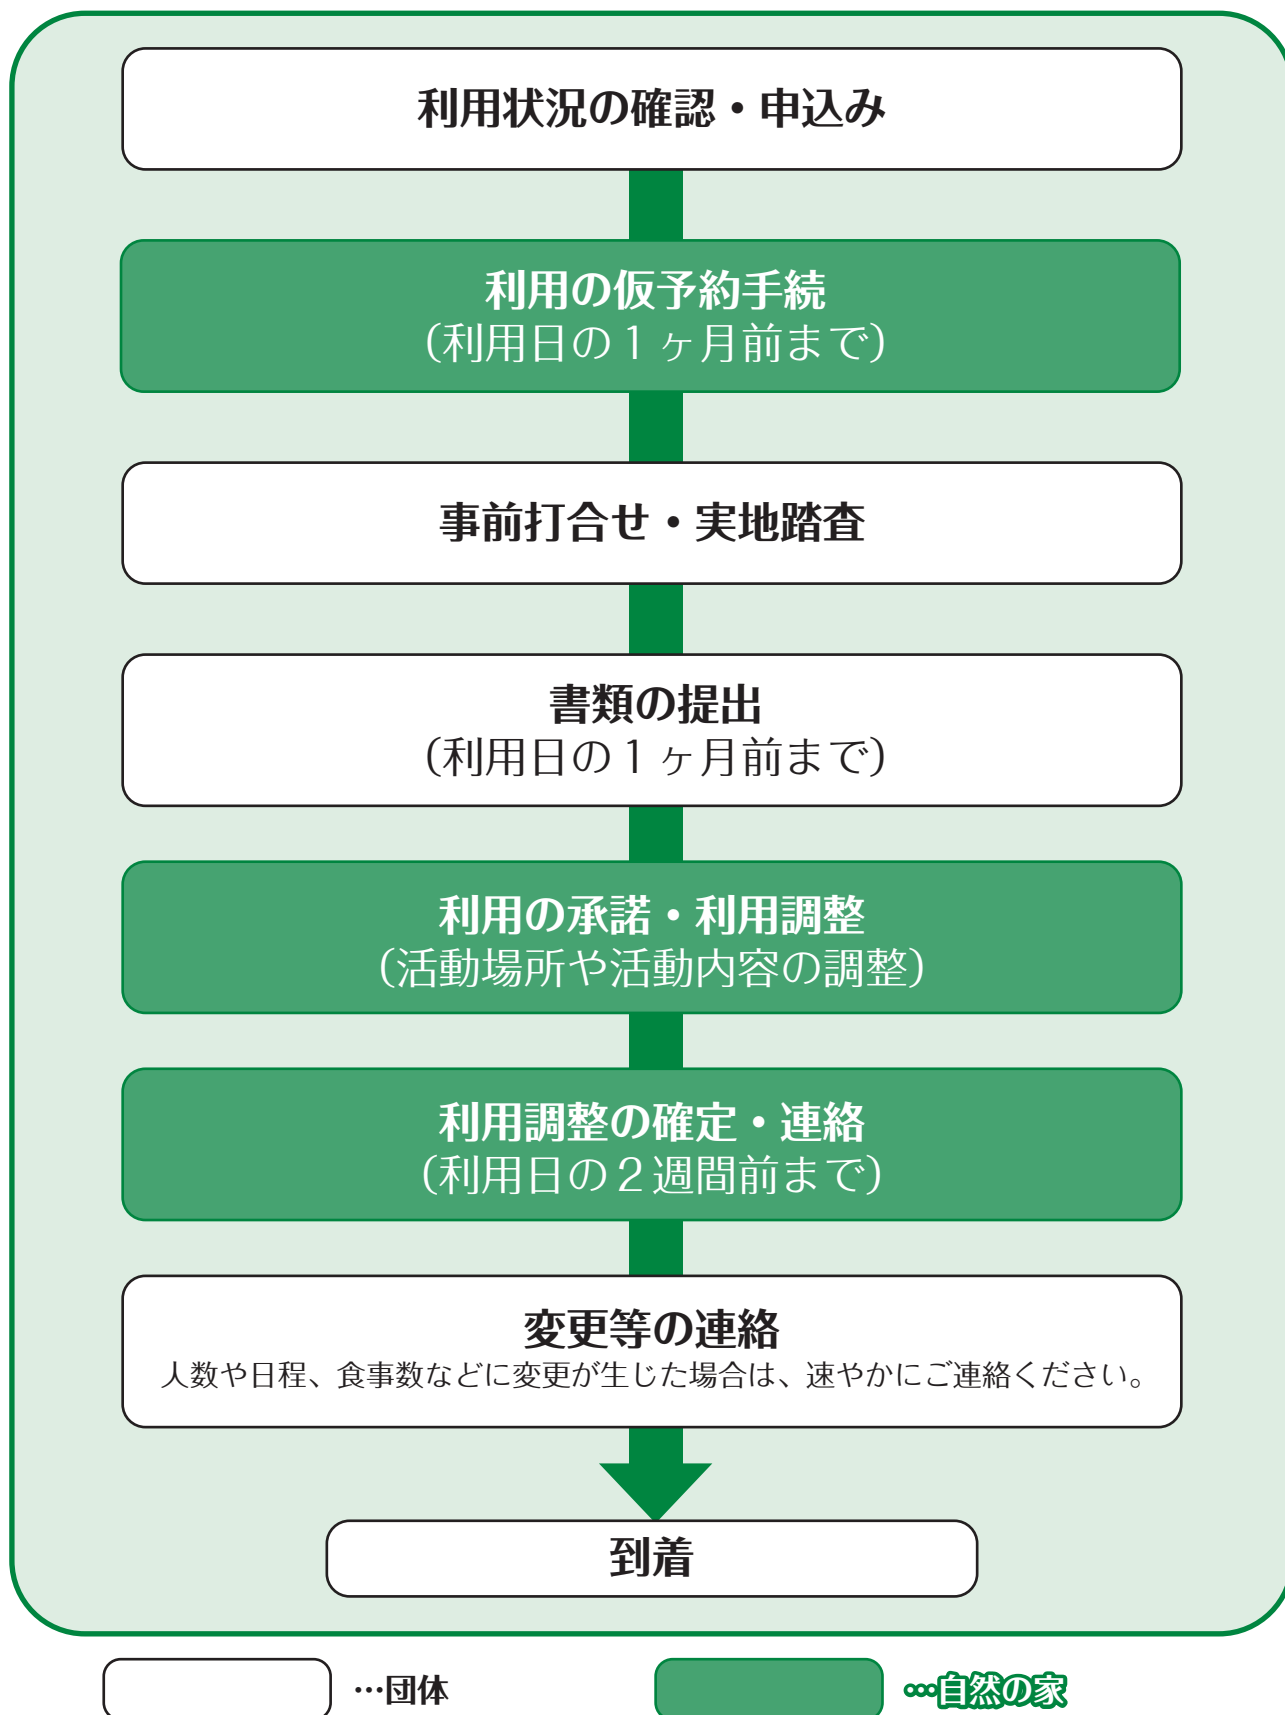 利用状況の確認・申込み
利用の仮予約手続
（利用日の１ヶ月前まで）
事前打合せ・実地踏査
書類の提出
（利用日の１ヶ月前まで）
利用の承諾・利用調整
（活動場所や活動内容の調整）
利用調整の確定・連絡
（利用日の２週間前まで）
変更等の連絡
人数や日程、食事数などに変更が生じた場合は、速やかにご連絡ください。
到着
…団体
…自然の家